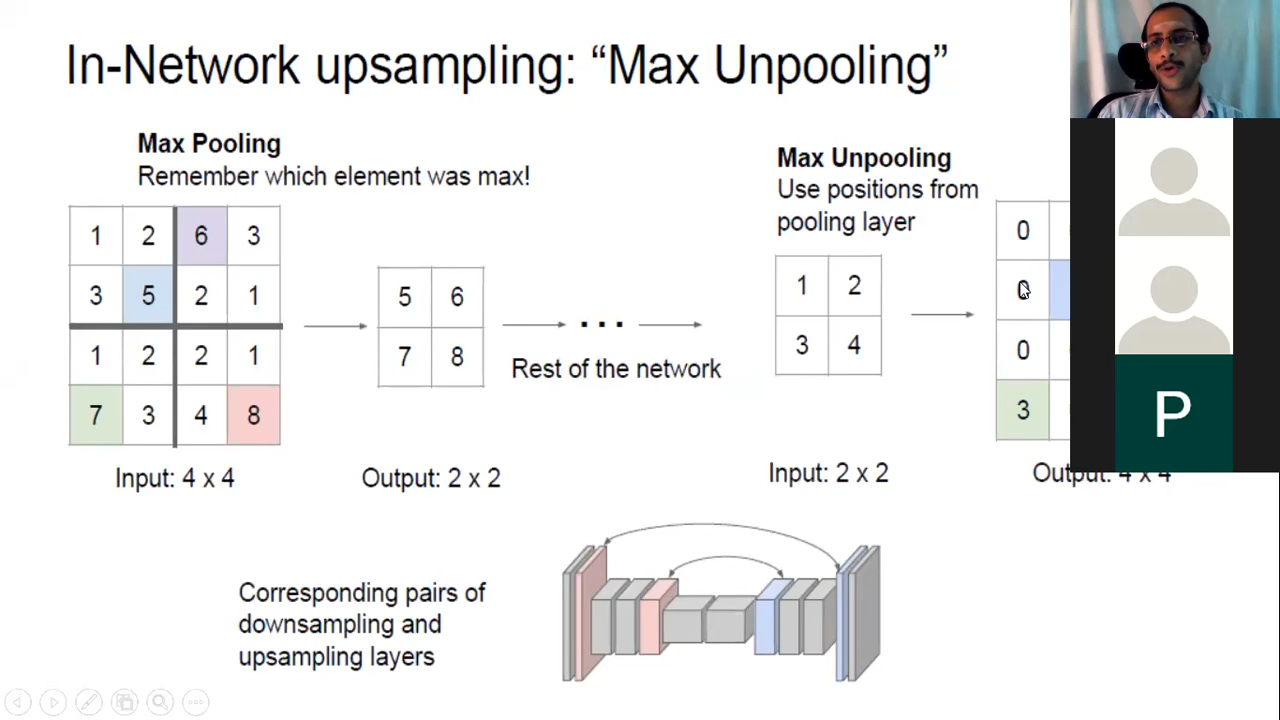 In-Network upsampling: “Max Unpooling”
Max Pooling
Remember which element was max!
1 2 6 3
3 5 2 1
1 2 2 1
7 3 4 8
Input: 4 x 4
5 6
7 8
Output: 2 x 2
. . .
Rest of the network
Max Unpooling
Use positions from
pooling layer
1 2
3 4
Input: 2 x 2
0
0
0
3
Output: 4 x 4
P
Corresponding pairs of
downsampling and
upsampling layers